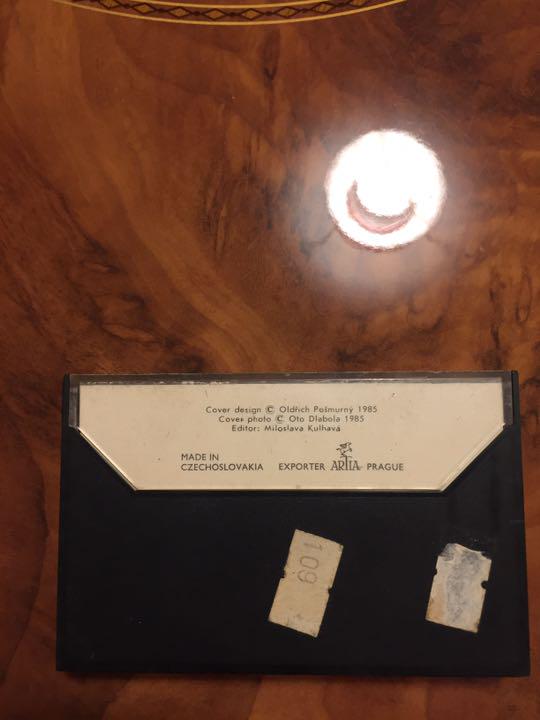 Cover design © Oldřich Pošmurný 1985
Cover photo © Oto Dlabola 1985
Editor: Miloslava Kulhavá
MADE IN
CZECHOSLOVAKIA EXPORTER ARTIA PRAGUE
109